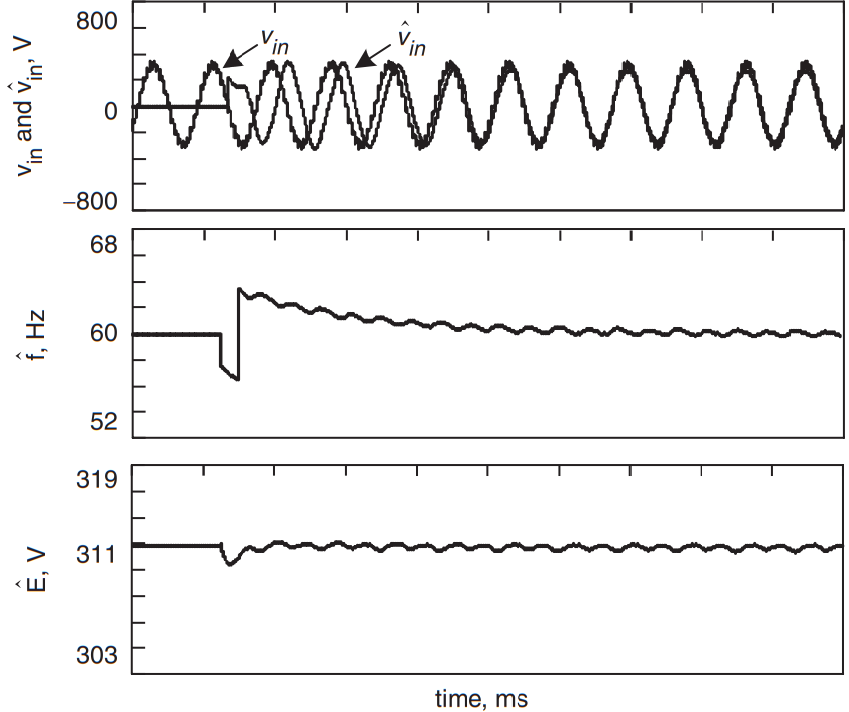 800
0
−800
v_in and v̂_in, V
v_in
v̂_in
68
60
52
f̂, Hz
319
311
303
Ê, V
time, ms